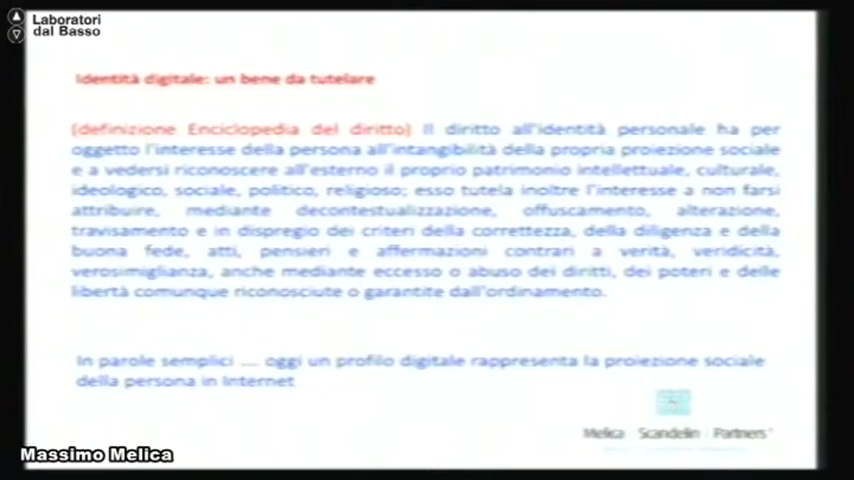 Laboratori
dal Basso
Identità digitale: un bene da tutelare
(definizione Enciclopedia del diritto) Il diritto all'identità personale ha per
oggetto l'interesse della persona all'intangibilità della propria proiezione sociale
e a vedersi riconoscere all'esterno il proprio patrimonio intellettuale, culturale,
ideologico, sociale, politico, religioso; esso tutela inoltre l'interesse a non farsi
attribuire, mediante decontestualizzazione, offuscamento, alterazione,
travisamento e in dispregio dei criteri della correttezza, della diligenza e della
buona fede, atti, pensieri e affermazioni contrari a verità, veridicità,
verosimiglianza, anche mediante eccesso o abuso dei diritti, dei poteri e delle
libertà comunque riconosciute o garantite dall'ordinamento.
In parole semplici .... oggi un profilo digitale rappresenta la proiezione sociale
della persona in Internet
Melica Scandelin Partners
Massimo Melica